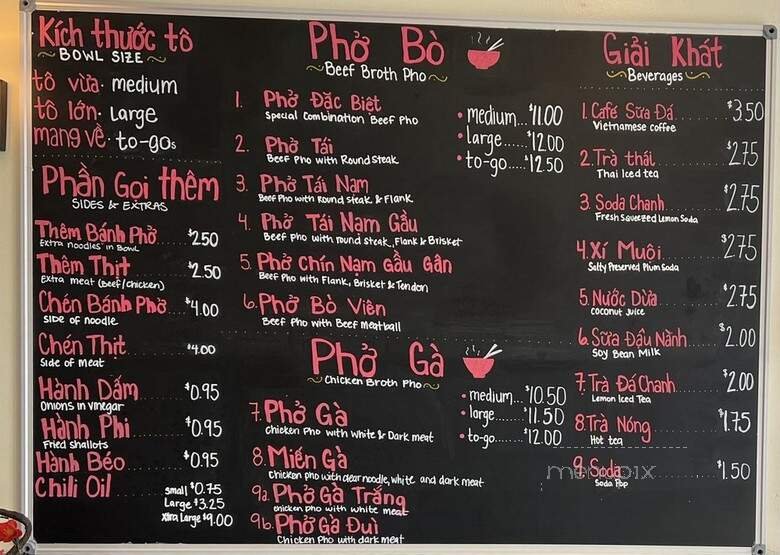 Kích thước tô
~ BOWL SIZE ~
tô vừa· medium
tô lớn· Large
mang về· to-gos
Phần Gọi thêm
SIDES & EXTRAS
Thêm Bánh Phở $2.50
Extra noodles in Bowl
Thêm Thịt $2.50
Extra meat (beef/chicken)
Chén Bánh Phở $4.00
side of noodle
Chén Thịt $4.00
Side of meat
Hành Dấm $0.95
Onions in vinegar
Hành Phi $0.95
Fried shallots
Hành Béo $0.95
Chili Oil small $0.75
Large $3.25
Xtra Large $9.00
Phở Bò
~Beef Broth Pho~
1. Phở Đặc Biệt
Special Combination Beef Pho
2. Phở Tái
Beef Pho with Round Steak
3. Phở Tái Nạm
Beef Pho with Round Steak & Flank
4. Phở Tái Nạm Gầu
Beef Pho with round steak, Flank & Brisket
5. Phở Chín Nạm Gầu Gân
Beef Pho with Flank, Brisket & Tendon
6. Phở Bò Viên
Beef Pho with Beef meatball
• medium...$11.00
• Large......$12.00
• to-go.....$12.50
Phở Gà
~ Chicken Broth Pho ~
7. Phở Gà
Chicken Pho with White & Dark meat
8. Miến Gà
Chicken pho with clear noodle, white and dark meat
9a. Phở Gà Trắng
chicken pho with white meat
9b. Phở Gà Đùi
Chicken Pho with dark meat
• medium...$10.50
• large.......$11.50
• to-go.......$12.00
Giải Khát
~Beverages~
1. Café Sữa Đá $3.50
Vietnamese coffee
2. Trà thái $2.75
Thai Iced tea
3. Soda Chanh $2.75
Fresh Squeezed Lemon Soda
4. Xí Muội $2.75
Salty Preserved Plum Soda
5. Nước Dừa $2.75
coconut Juice
6. Sữa Đậu Nành $2.00
Soy Bean Milk
7. Trà Đá Chanh $2.00
Lemon Iced Tea
8. Trà Nóng $1.75
Hot tea
9. Soda $1.50
Soda Pop
menupix